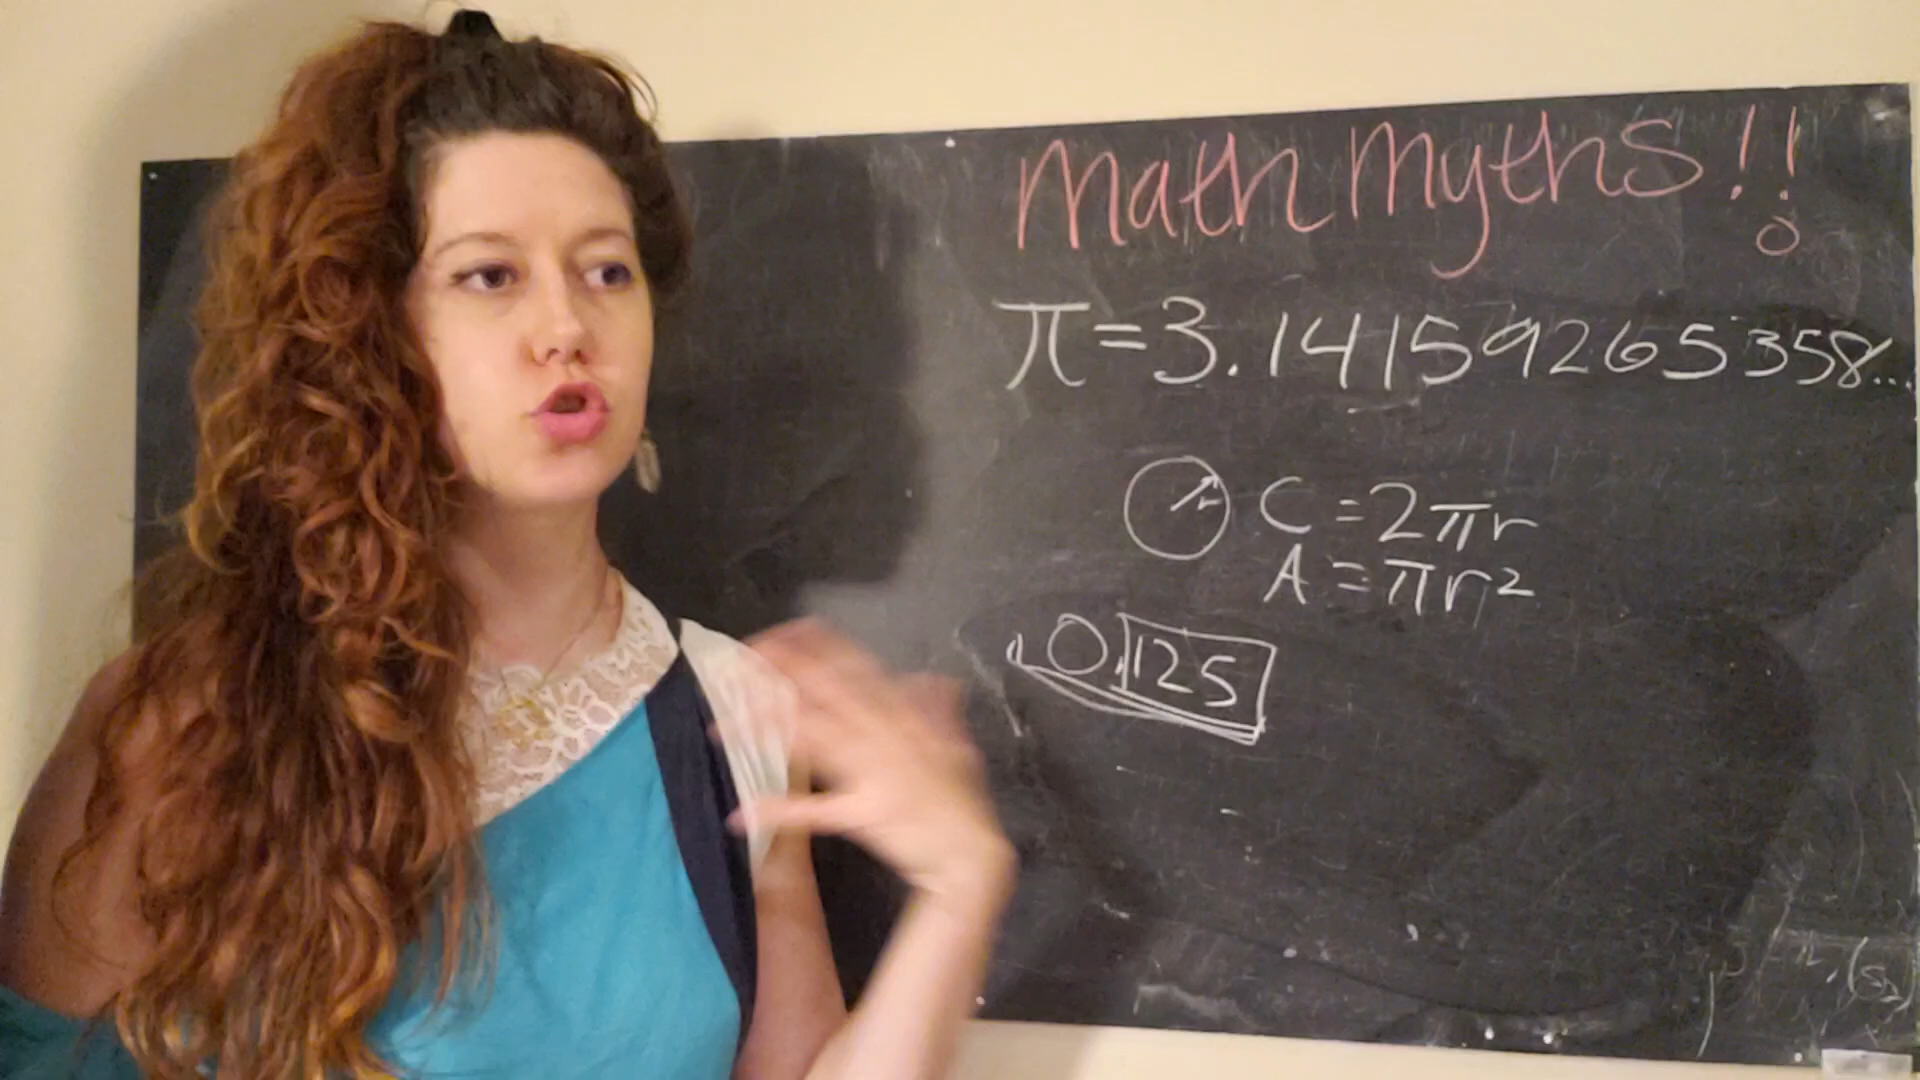 Math Myths!!
π=3.14159265358...
r C=2πr
A=πr²
0.125